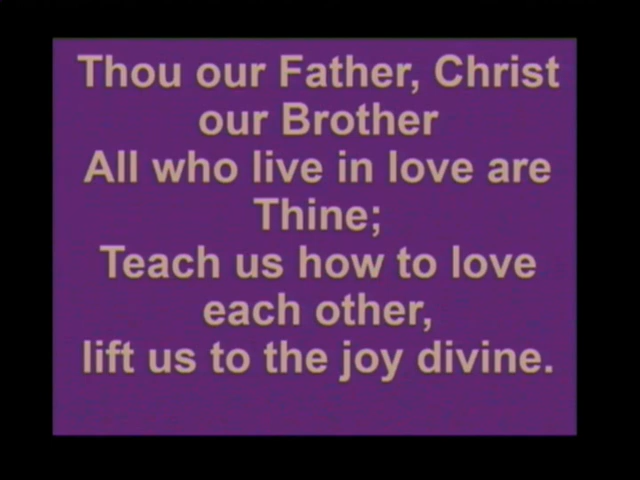 Thou our Father, Christ
our Brother
All who live in love are
Thine;
Teach us how to love
each other,
lift us to the joy divine.